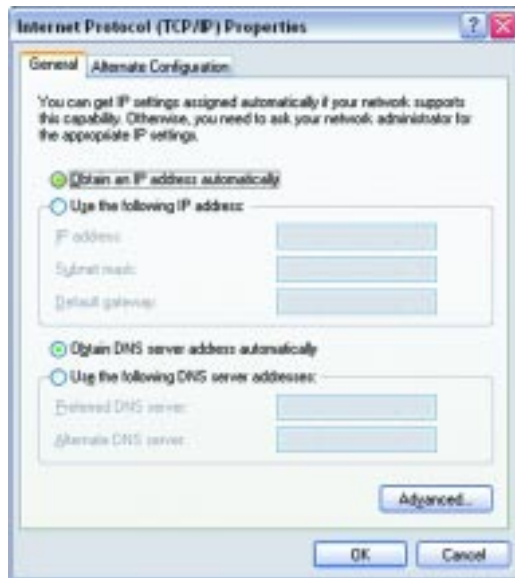 Internet Protocol (TCP/IP) Properties
General
Alternate Configuration
You can get IP settings assigned automatically if your network supports
this capability. Otherwise, you need to ask your network administrator for
the appropriate IP settings.
Obtain an IP address automatically
Use the following IP address:
IP address:
Subnet mask:
Default gateway:
Obtain DNS server address automatically
Use the following DNS server addresses:
Preferred DNS server:
Alternate DNS server:
Advanced...
OK
Cancel